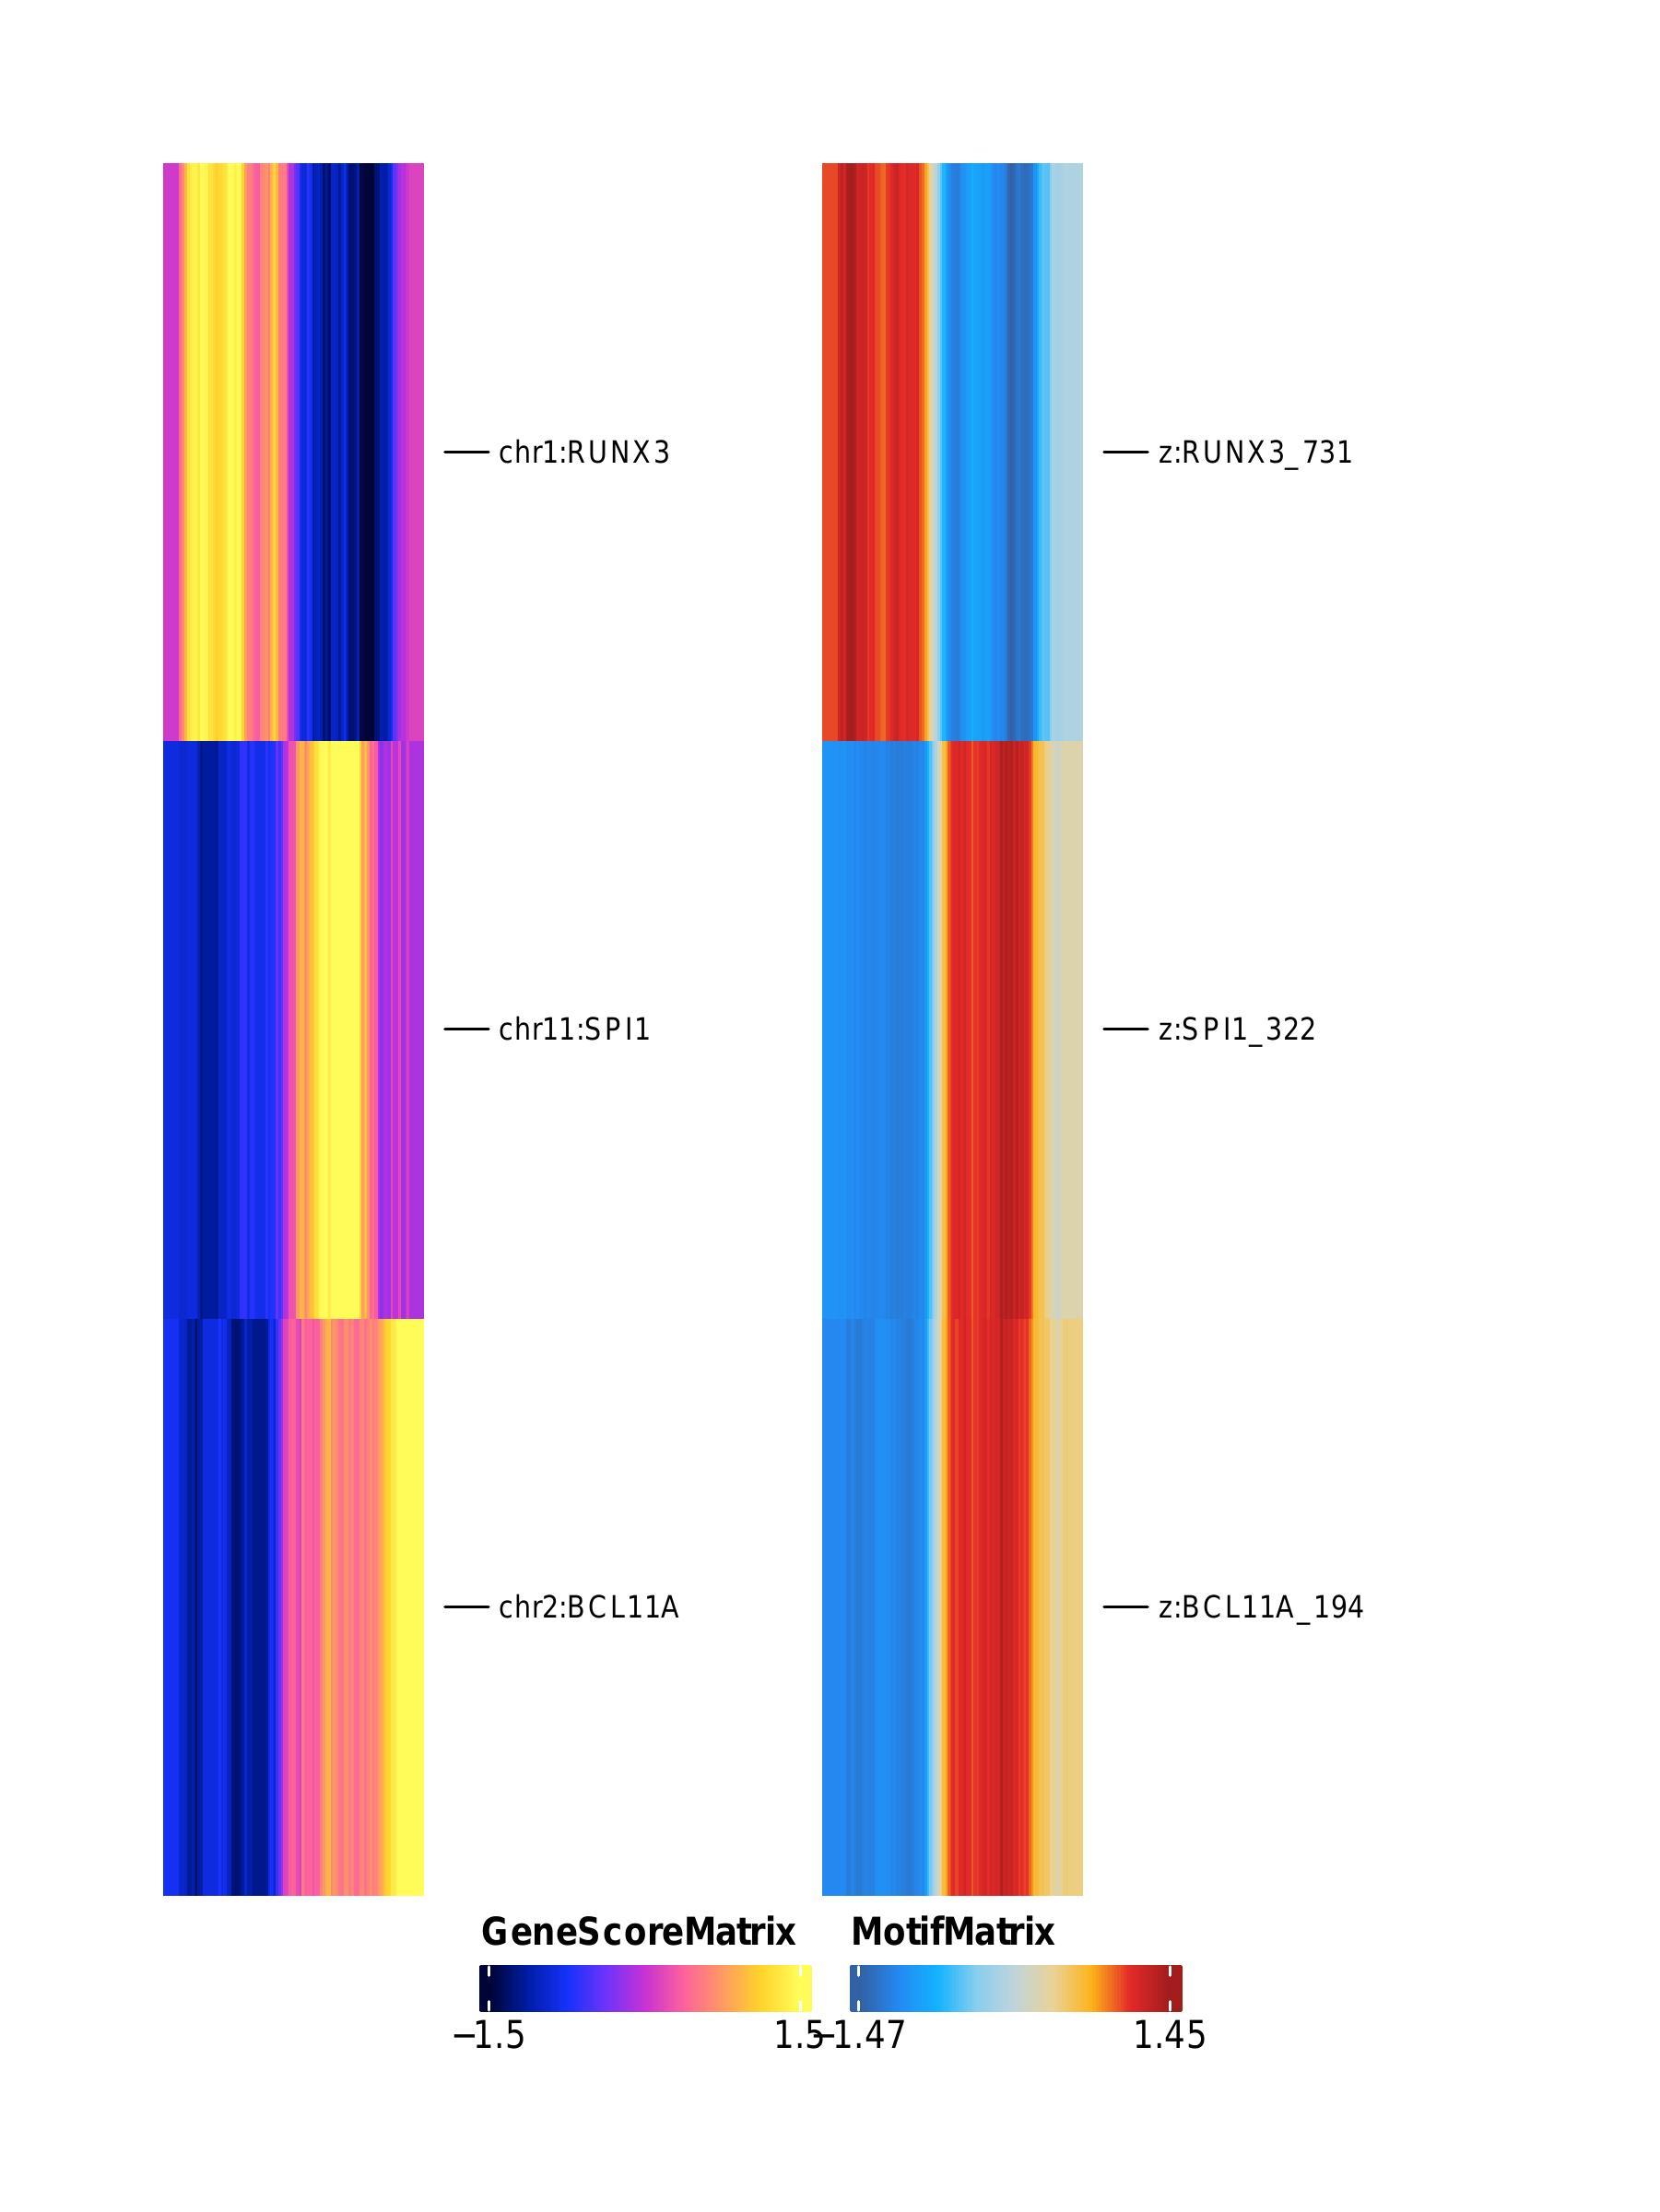 chr1:RUNX3
z:RUNX3_731
chr11:SPI1
z:SPI1_322
chr2:BCL11A
z:BCL11A_194
GeneScoreMatrix
MotifMatrix
−1.5
1.5
−1.47
1.45